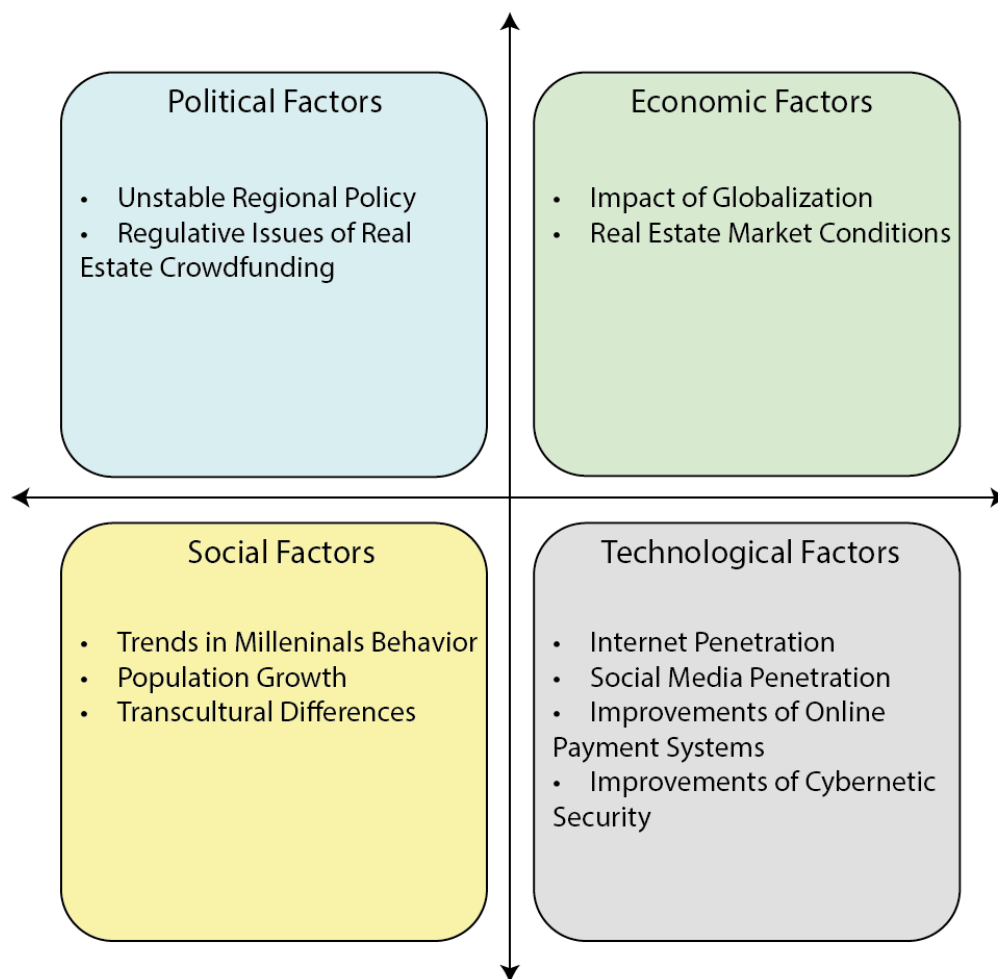 Political Factors
• Unstable Regional Policy
• Regulative Issues of Real
Estate Crowdfunding
Economic Factors
• Impact of Globalization
• Real Estate Market Conditions
Social Factors
• Trends in Milleninals Behavior
• Population Growth
• Transcultural Differences
Technological Factors
• Internet Penetration
• Social Media Penetration
• Improvements of Online
Payment Systems
• Improvements of Cybernetic
Security